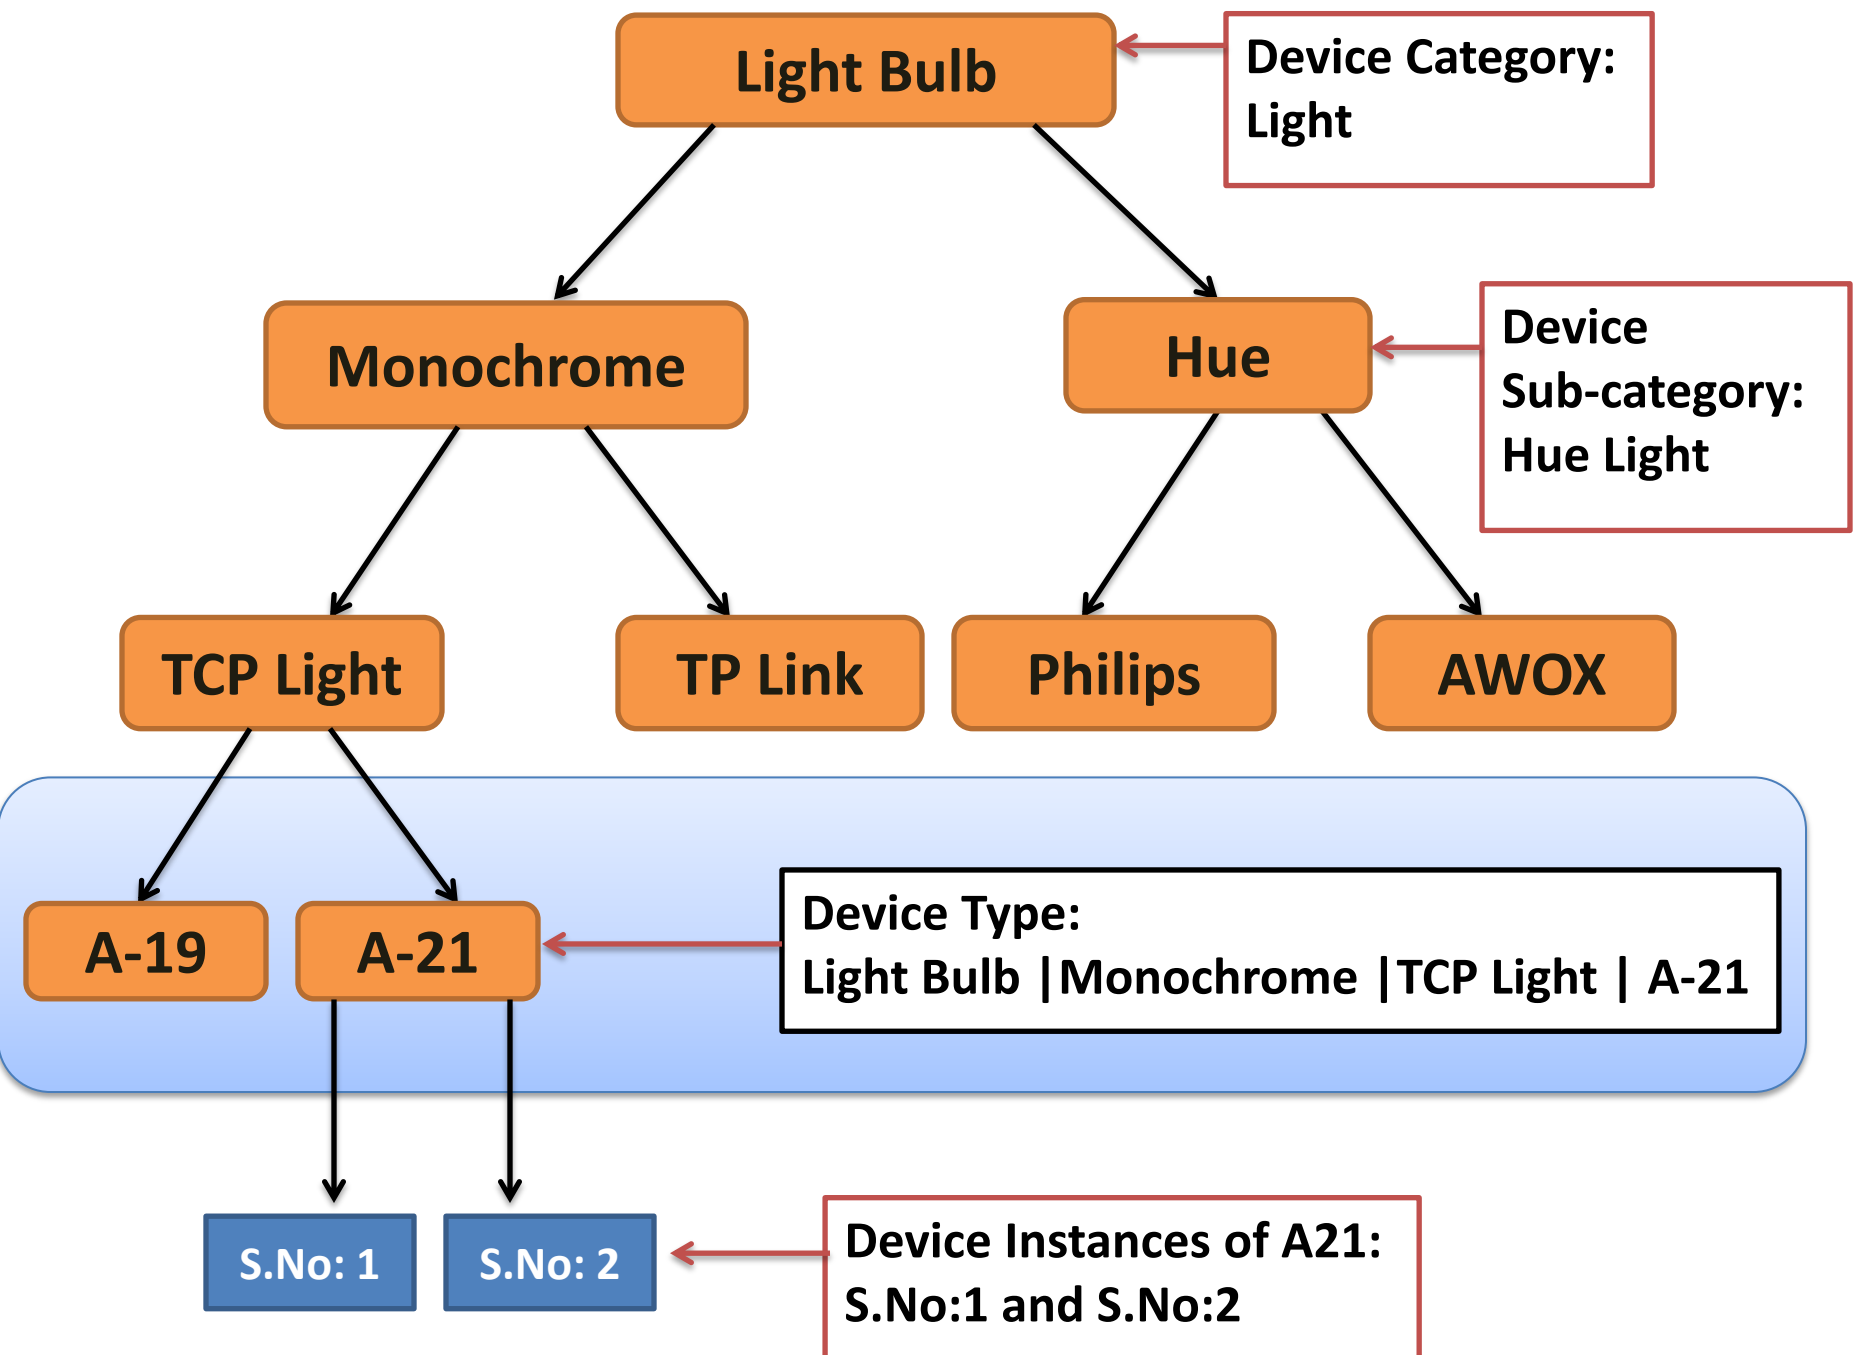 Light Bulb
Device Category:
Light
Monochrome
Hue
Device
Sub-category:
Hue Light
TCP Light
TP Link
Philips
AWOX
A-19
A-21
Device Type:
Light Bulb |Monochrome |TCP Light | A-21
S.No: 1
S.No: 2
Device Instances of A21:
S.No:1 and S.No:2